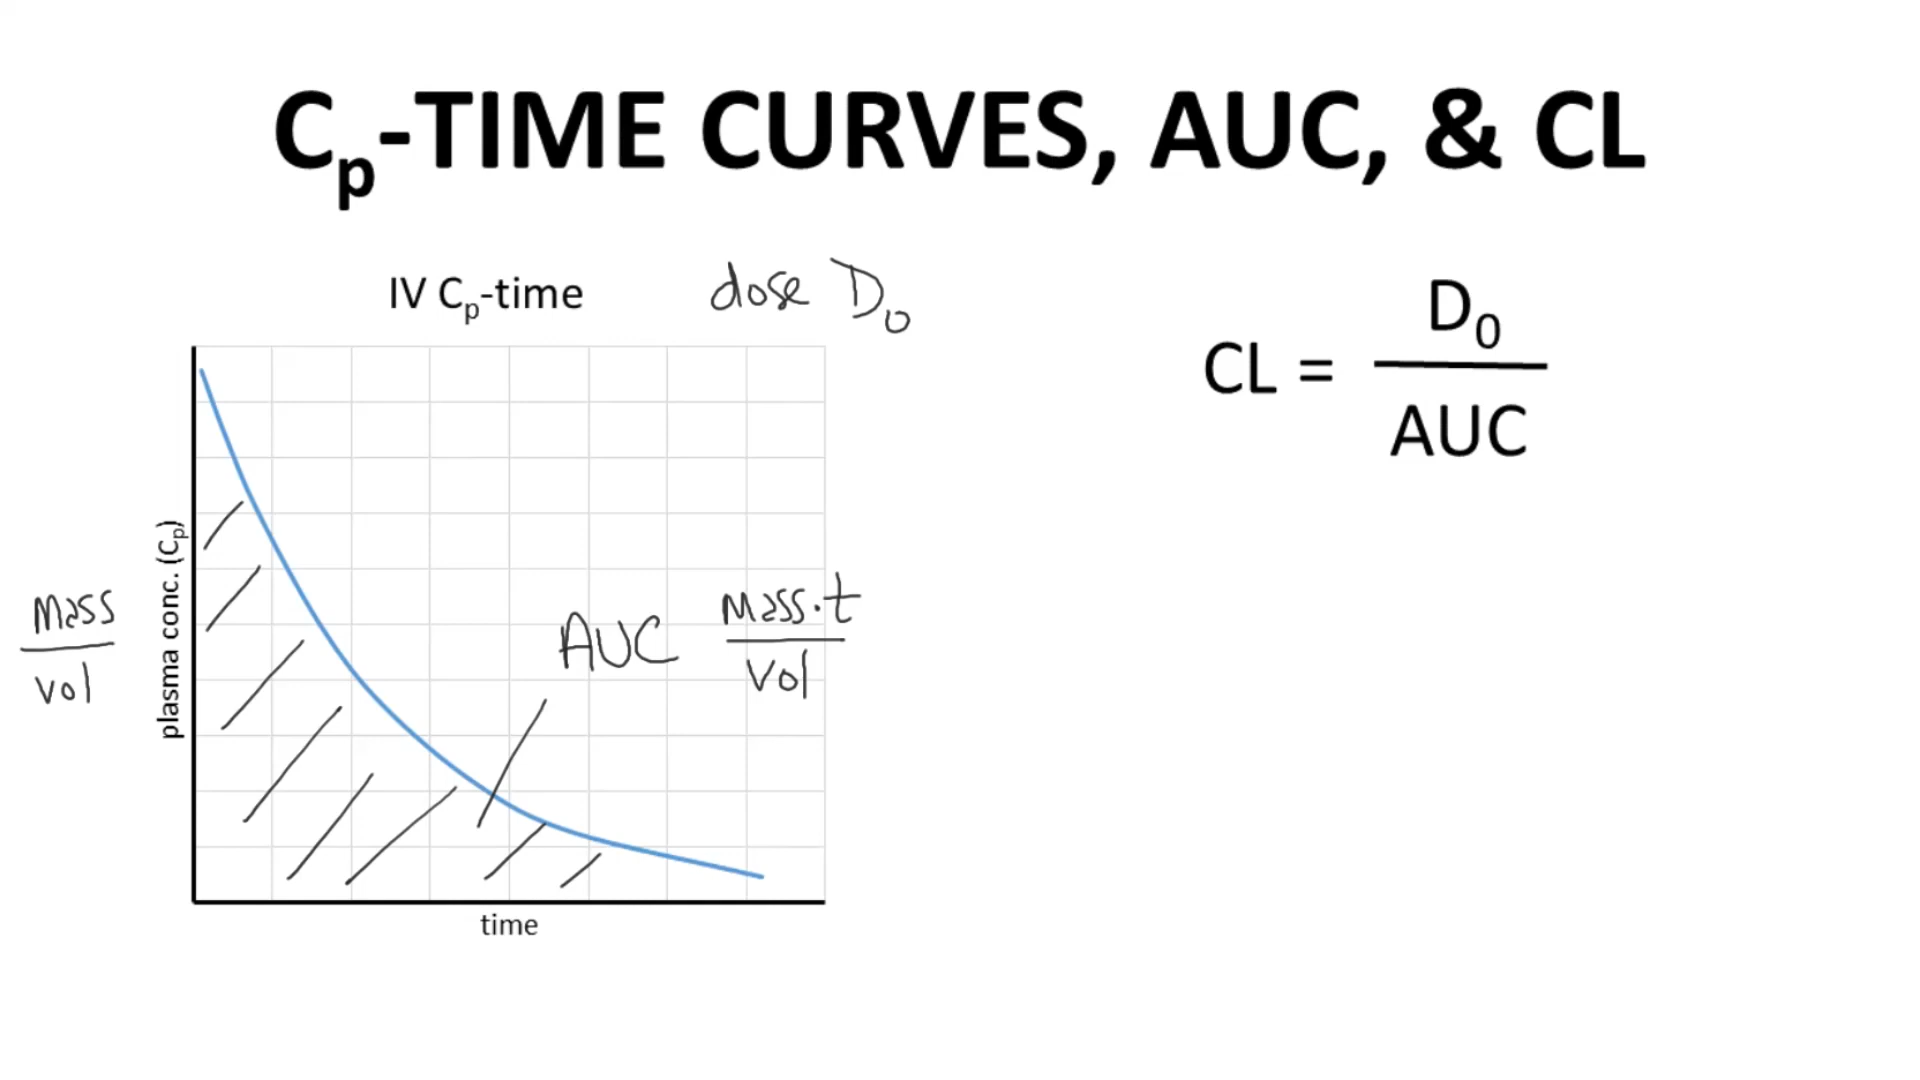 Cp-TIME CURVES, AUC, & CL
IV Cp-time
dose D0
CL = D0
AUC
plasma conc. (Cp)
mass
vol
AUC
mass·t
vol
time